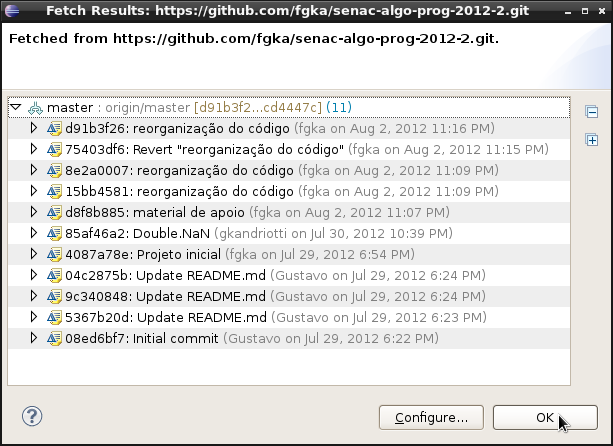 Fetch Results: https://github.com/fgka/senac-algo-prog-2012-2.git
Fetched from https://github.com/fgka/senac-algo-prog-2012-2.git.
master : origin/master [d91b3f2...cd4447c] (11)
d91b3f26: reorganização do código (fgka on Aug 2, 2012 11:16 PM)
75403df6: Revert "reorganização do código" (fgka on Aug 2, 2012 11:15 PM)
8e2a0007: reorganização do código (fgka on Aug 2, 2012 11:09 PM)
15bb4581: reorganização do código (fgka on Aug 2, 2012 11:09 PM)
d8f8b885: material de apoio (fgka on Aug 2, 2012 11:07 PM)
85af46a2: Double.NaN (gkandriotti on Jul 30, 2012 10:39 PM)
4087a78e: Projeto inicial (fgka on Jul 29, 2012 6:54 PM)
04c2875b: Update README.md (Gustavo on Jul 29, 2012 6:24 PM)
9c340848: Update README.md (Gustavo on Jul 29, 2012 6:24 PM)
5367b20d: Update README.md (Gustavo on Jul 29, 2012 6:23 PM)
08ed6bf7: Initial commit (Gustavo on Jul 29, 2012 6:22 PM)
? Configure... OK